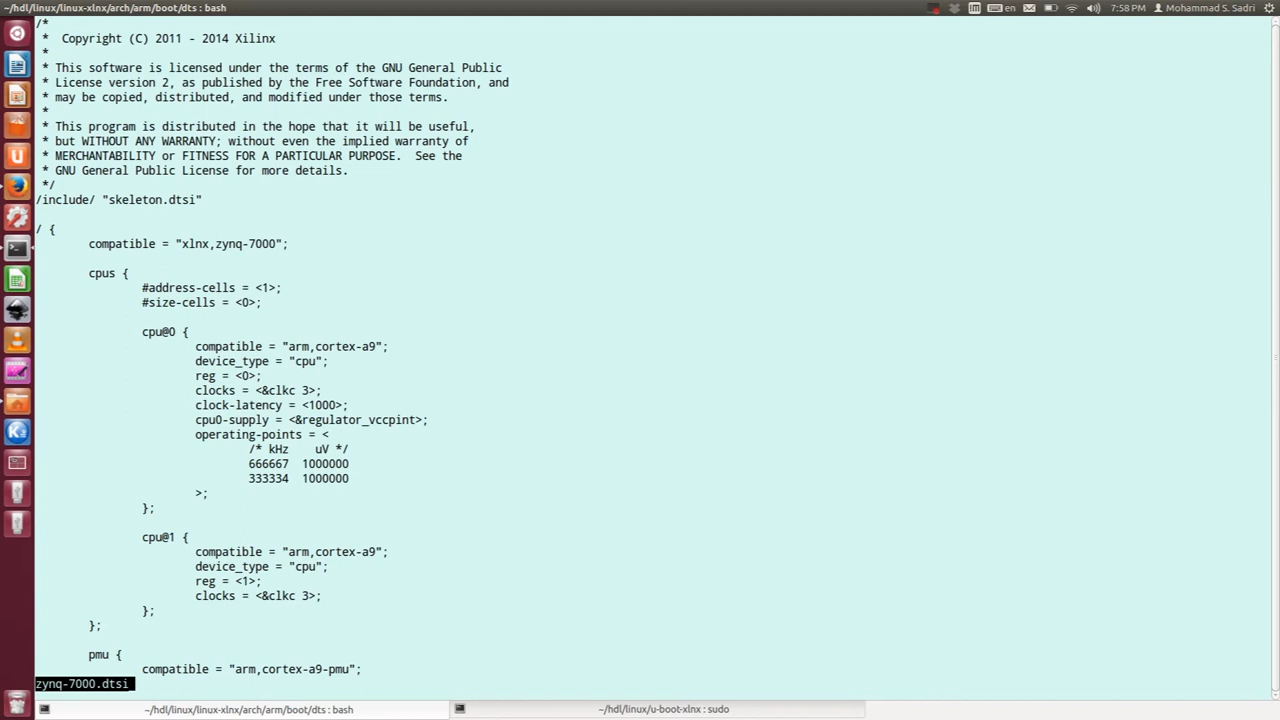 ~/hdl/linux/linux-xlnx/arch/arm/boot/dts : bash
en
7:58 PM
Mohammad S. Sadri
/*
*  Copyright (C) 2011 - 2014 Xilinx
*
* This software is licensed under the terms of the GNU General Public
* License version 2, as published by the Free Software Foundation, and
* may be copied, distributed, and modified under those terms.
*
* This program is distributed in the hope that it will be useful,
* but WITHOUT ANY WARRANTY; without even the implied warranty of
* MERCHANTABILITY or FITNESS FOR A PARTICULAR PURPOSE.  See the
* GNU General Public License for more details.
*/
/include/ "skeleton.dtsi"
/ {
compatible = "xlnx,zynq-7000";
cpus {
#address-cells = <1>;
#size-cells = <0>;
cpu@0 {
compatible = "arm,cortex-a9";
device_type = "cpu";
reg = <0>;
clocks = <&clkc 3>;
clock-latency = <1000>;
cpu0-supply = <&regulator_vccpint>;
operating-points = <
/* kHz    uV */
666667  1000000
333334  1000000
>;
};
cpu@1 {
compatible = "arm,cortex-a9";
device_type = "cpu";
reg = <1>;
clocks = <&clkc 3>;
};
};
pmu {
compatible = "arm,cortex-a9-pmu";
zynq-7000.dtsi
~/hdl/linux/linux-xlnx/arch/arm/boot/dts : bash
~/hdl/linux/u-boot-xlnx : sudo